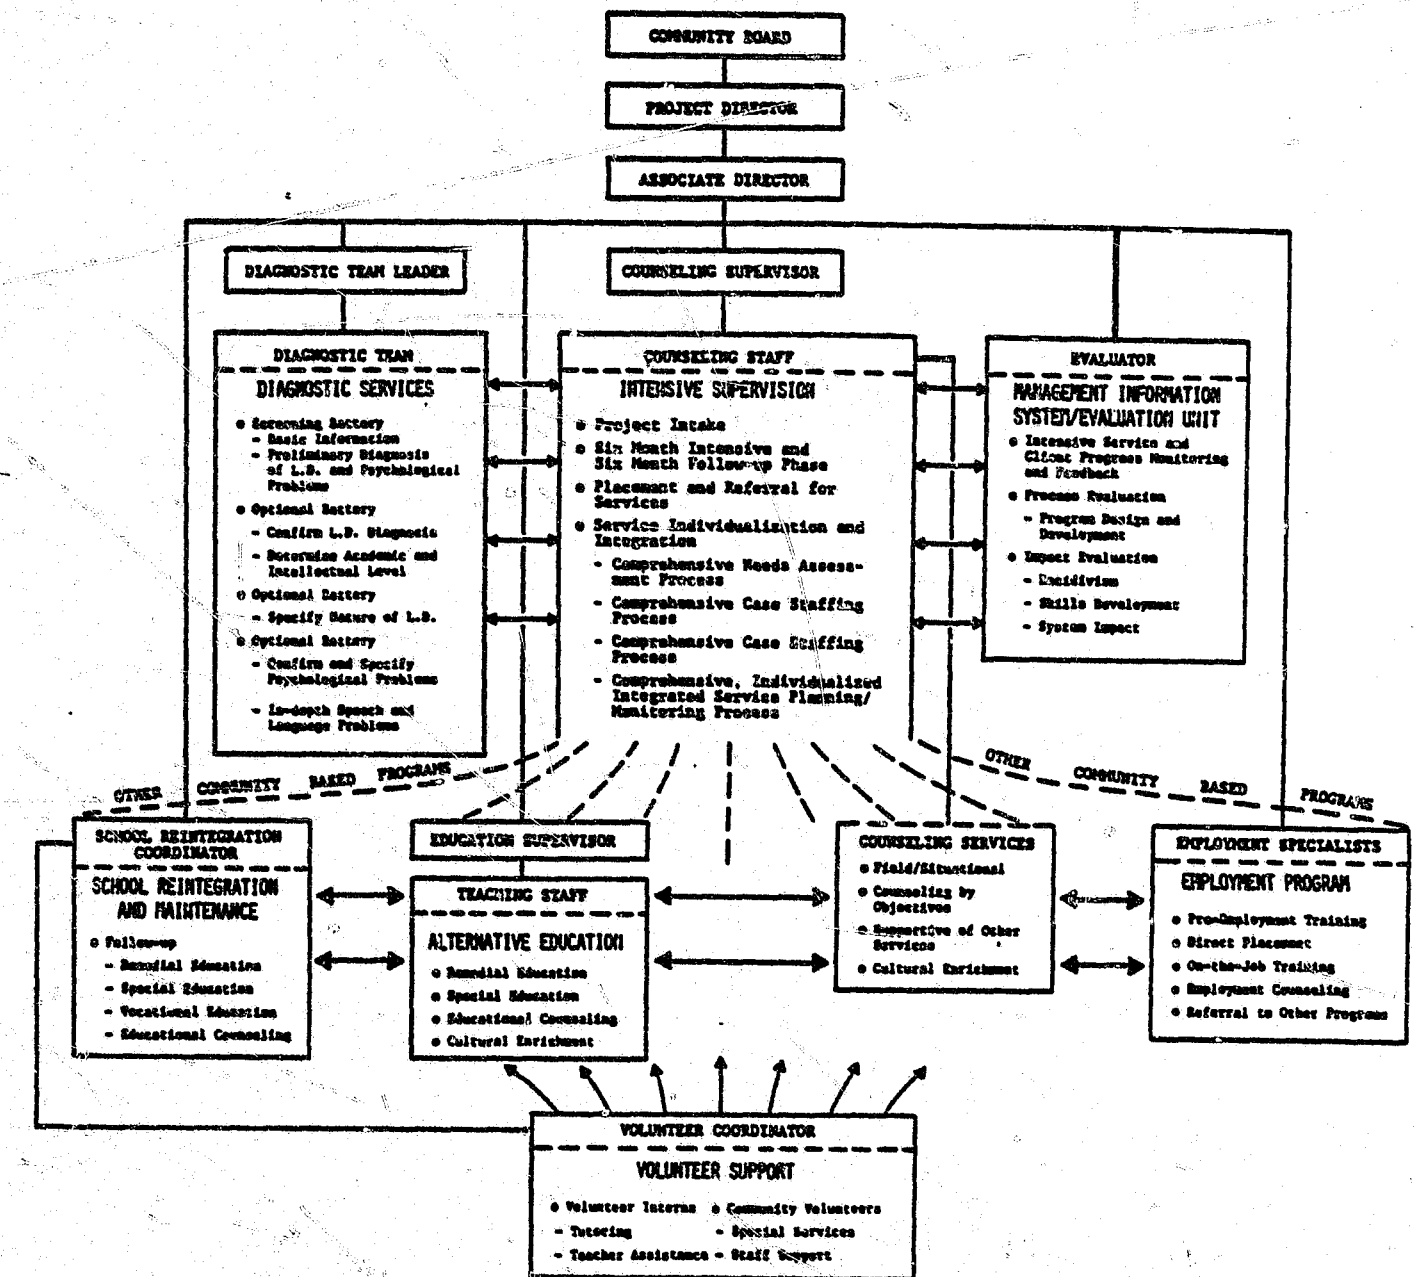 COMMUNITY BOARD
PROJECT DIRECTOR
ASSOCIATE DIRECTOR
DIAGNOSTIC TEAM LEADER
COUNSELING SUPERVISOR
DIAGNOSTIC TEAM
DIAGNOSTIC SERVICES
● Screening Battery
- Basic Information
- Preliminary Diagnosis
of L.D. and Psychological
Problems
● Optional Battery
- Confirm L.D. Diagnosis
- Determine Academic and
Intellectual Level
● Optional Battery
- Specify Nature of L.D.
● Optional Battery
- Confirm and Specify
Psychological Problems
- In-depth Speech and
Language Problems
COUNSELING STAFF
INTENSIVE SUPERVISION
● Project Intake
● Six Month Intensive and
Six Month Follow-up Phase
● Placement and Referral for
Services
● Service Individualization and
Integration
- Comprehensive Needs Assess-
ment Process
- Comprehensive Case Staffing
Process
- Comprehensive Case Staffing
Process
- Comprehensive, Individualized
Integrated Service Planning/
Monitoring Process
EVALUATOR
MANAGEMENT INFORMATION
SYSTEM/EVALUATION UNIT
● Intensive Service and
Client Progress Monitoring
and Feedback
● Process Evaluation
- Program Design and
Development
● Impact Evaluation
- Recidivism
- Skills Development
- System Impact
OTHER COMMUNITY BASED PROGRAMS
OTHER COMMUNITY BASED PROGRAMS
SCHOOL REINTEGRATION
COORDINATOR
SCHOOL REINTEGRATION
AND MAINTENANCE
● Follow-up
- Remedial Education
- Special Education
- Vocational Education
- Educational Counseling
EDUCATION SUPERVISOR
TEACHING STAFF
ALTERNATIVE EDUCATION
● Remedial Education
● Special Education
● Educational Counseling
● Cultural Enrichment
COUNSELING SERVICES
● Field/Situational
● Counseling by
Objectives
● Supportive of Other
Services
● Cultural Enrichment
EMPLOYMENT SPECIALISTS
EMPLOYMENT PROGRAM
● Pre-Employment Training
● Direct Placement
● On-the-Job Training
● Employment Counseling
● Referral to Other Programs
VOLUNTEER COORDINATOR
VOLUNTEER SUPPORT
● Volunteer Interns ● Community Volunteers
- Tutoring - Special Services
- Teacher Assistance - Staff Support